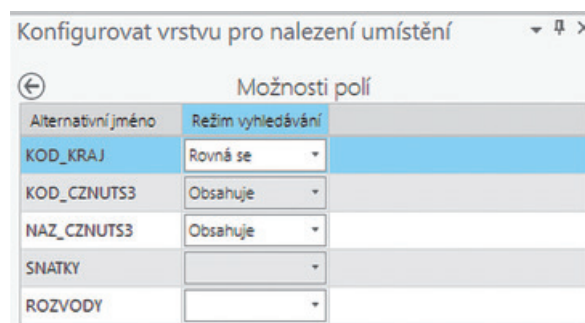 Konfigurovat vrstvu pro nalezení umístění
Možnosti polí
Alternativní jméno Režim vyhledávání
KOD_KRAJ Rovná se
KOD_CZNUTS3 Obsahuje
NAZ_CZNUTS3 Obsahuje
SNATKY
ROZVODY